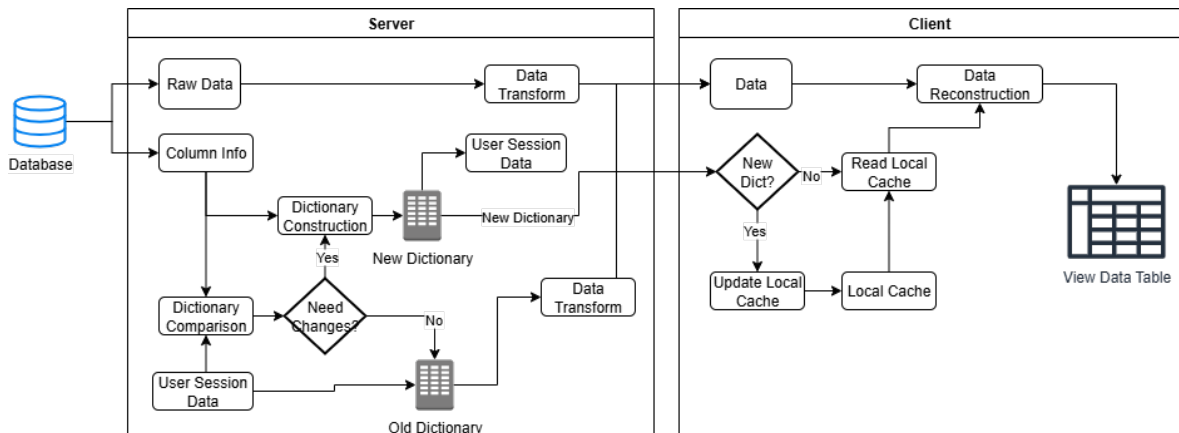 Server
Client
Raw Data
Data
Transform
Data
Data
Reconstruction
Database
Column Info
User Session
Data
New
Dict?
No
Read Local
Cache
Dictionary
Construction
New Dictionary
New Dictionary
Yes
Yes
View Data Table
Update Local
Cache
Local Cache
Dictionary
Comparison
Need
Changes?
No
Data
Transform
User Session
Data
Old Dictionary